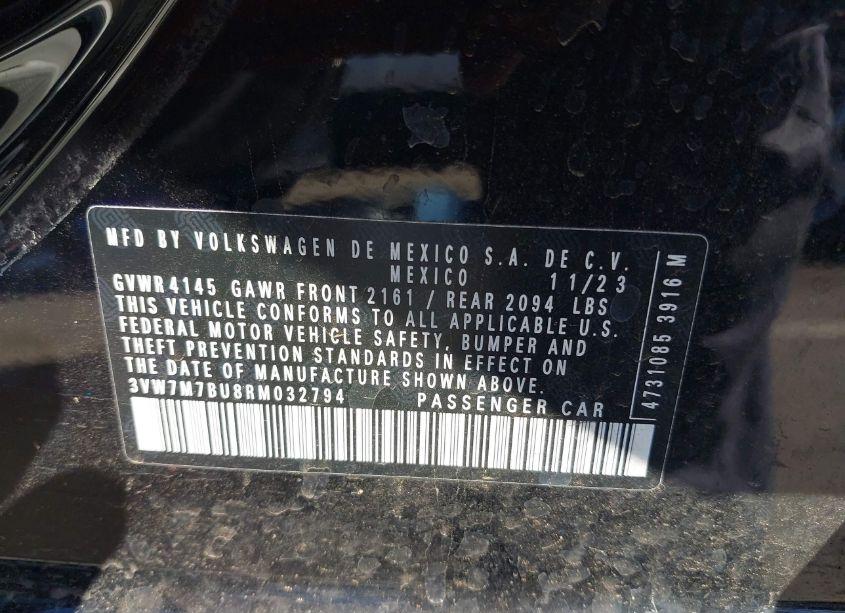 MFD BY VOLKSWAGEN DE MEXICO S.A. DE C.V.
MEXICO 11/23
GVWR 4145 GAWR FRONT 2161 / REAR 2094 LBS
THIS VEHICLE CONFORMS TO ALL APPLICABLE U.S.
FEDERAL MOTOR VEHICLE SAFETY, BUMPER AND
THEFT PREVENTION STANDARDS IN EFFECT ON
THE DATE OF MANUFACTURE SHOWN ABOVE.
3VW7M7BU8RM032794 PASSENGER CAR
4731085 3916 M